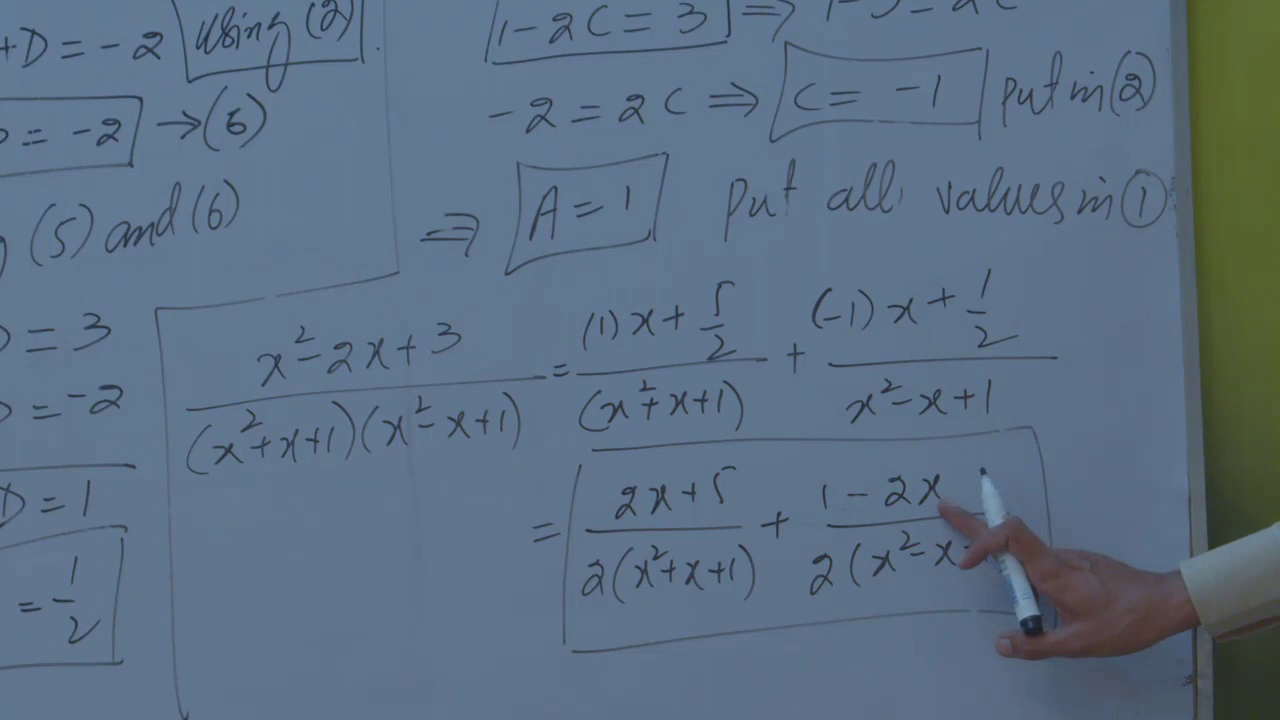 +D = -2 using (2).
= -2 → (6)
(5) and (6)
= 3
= -2
D = 1
= 1/2
1-2C = 3 ⇒
-2 = 2C ⇒ C = -1 put in (2)
⇒ A = 1 Put all values in (1)
(x²-2x+3)/((x²+x+1)(x²-x+1)) = ((1)x + 5/2)/(x²+x+1) + ((-1)x + 1/2)/(x²-x+1)
= (2x+5)/(2(x²+x+1)) + (1-2x)/(2(x²-x